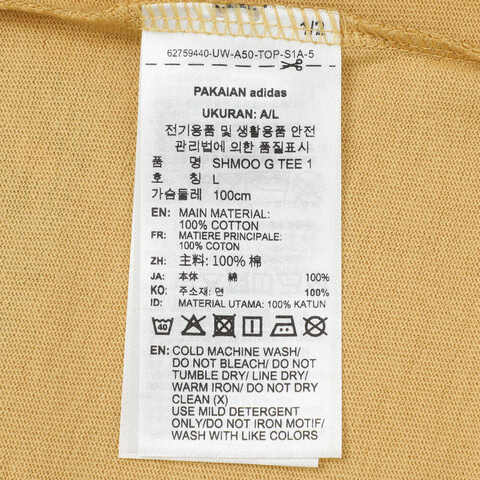 1/2
62759440-UW-A50-TOP-S1A-5
PAKAIAN adidas
UKURAN: A/L
전기용품 및 생활용품 안전
관리법에 의한 품질표시
품 명 SHMOO G TEE 1
호 칭 L
가슴둘레 100cm
EN: MAIN MATERIAL:
100% COTTON
FR: MATIERE PRINCIPALE:
100% COTON
ZH: 主料: 100% 棉
JA: 本体 綿 100%
KO: 주소재: 면 100%
ID: MATERIAL UTAMA: 100% KATUN
40
EN: COLD MACHINE WASH/
DO NOT BLEACH/ DO NOT
TUMBLE DRY/ LINE DRY/
WARM IRON/ DO NOT DRY
CLEAN (X)
USE MILD DETERGENT
ONLY/DO NOT IRON MOTIF/
WASH WITH LIKE COLORS